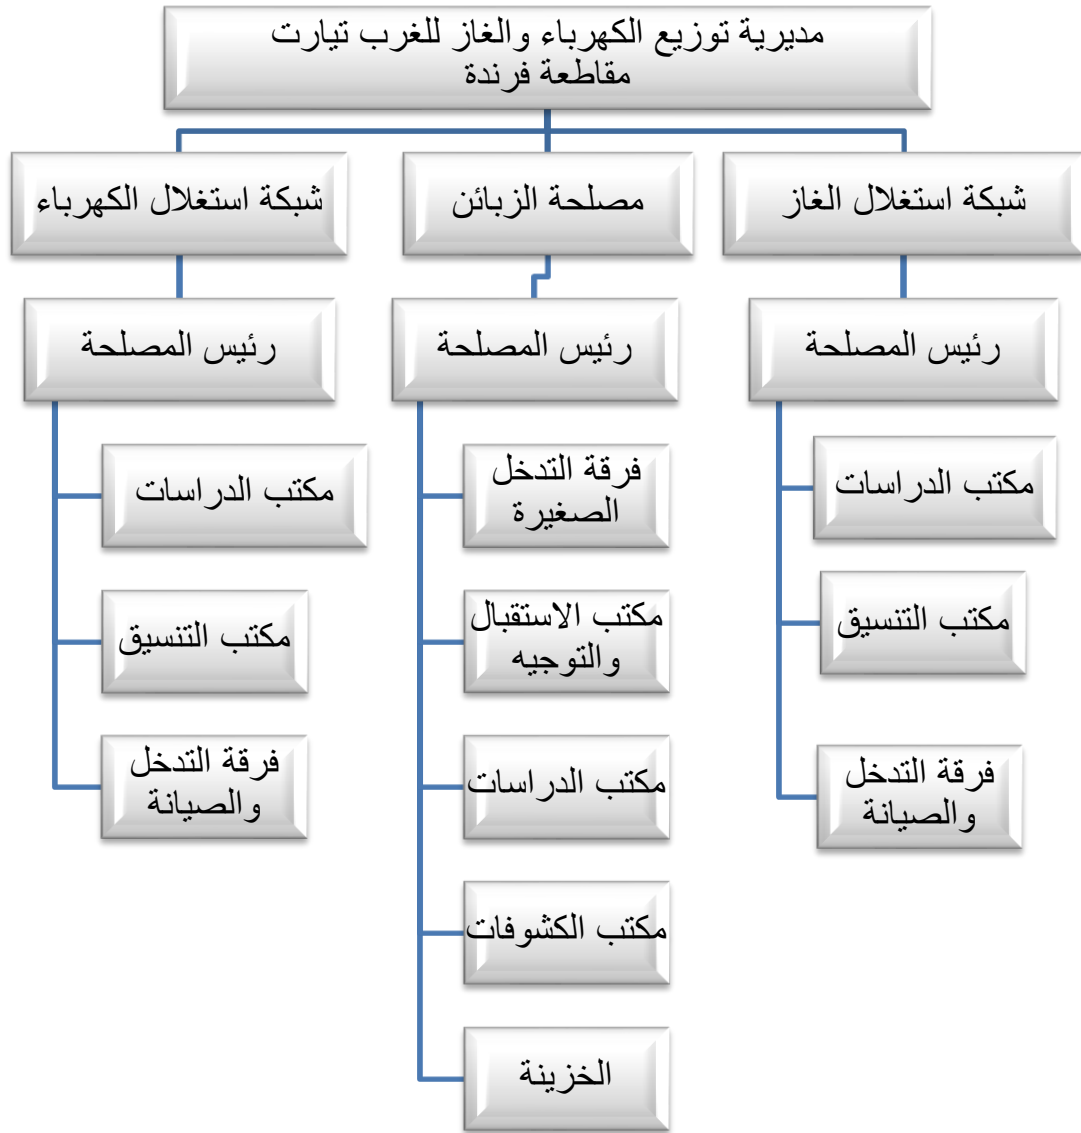 مديرية توزيع الكهرباء والغاز للغرب تيارت
مقاطعة فرندة
شبكة استغلال الغاز
مصلحة الزبائن
شبكة استغلال الكهرباء
رئيس المصلحة
رئيس المصلحة
رئيس المصلحة
مكتب الدراسات
مكتب التنسيق
فرقة التدخل
والصيانة
فرقة التدخل
الصغيرة
مكتب الاستقبال
والتوجيه
مكتب الدراسات
مكتب الكشوفات
الخزينة
مكتب الدراسات
مكتب التنسيق
فرقة التدخل
والصيانة